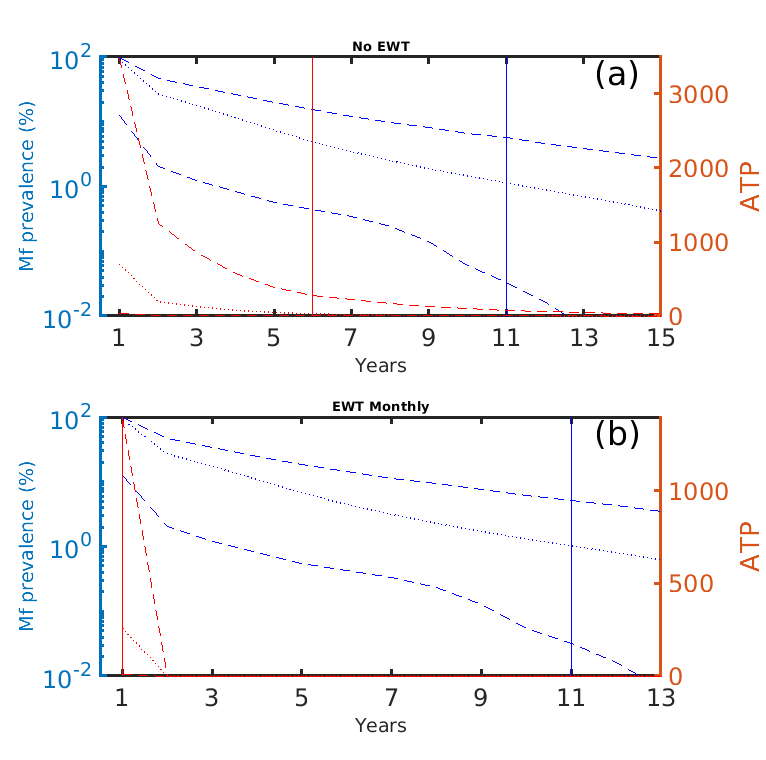 No EWT
(a)
Mf prevalence (%)
10^2
10^0
10^-2
3000
2000
1000
0
ATP
1 3 5 7 9 11 13 15
Years
EWT Monthly
(b)
Mf prevalence (%)
10^2
10^0
10^-2
1000
500
0
ATP
1 3 5 7 9 11 13
Years